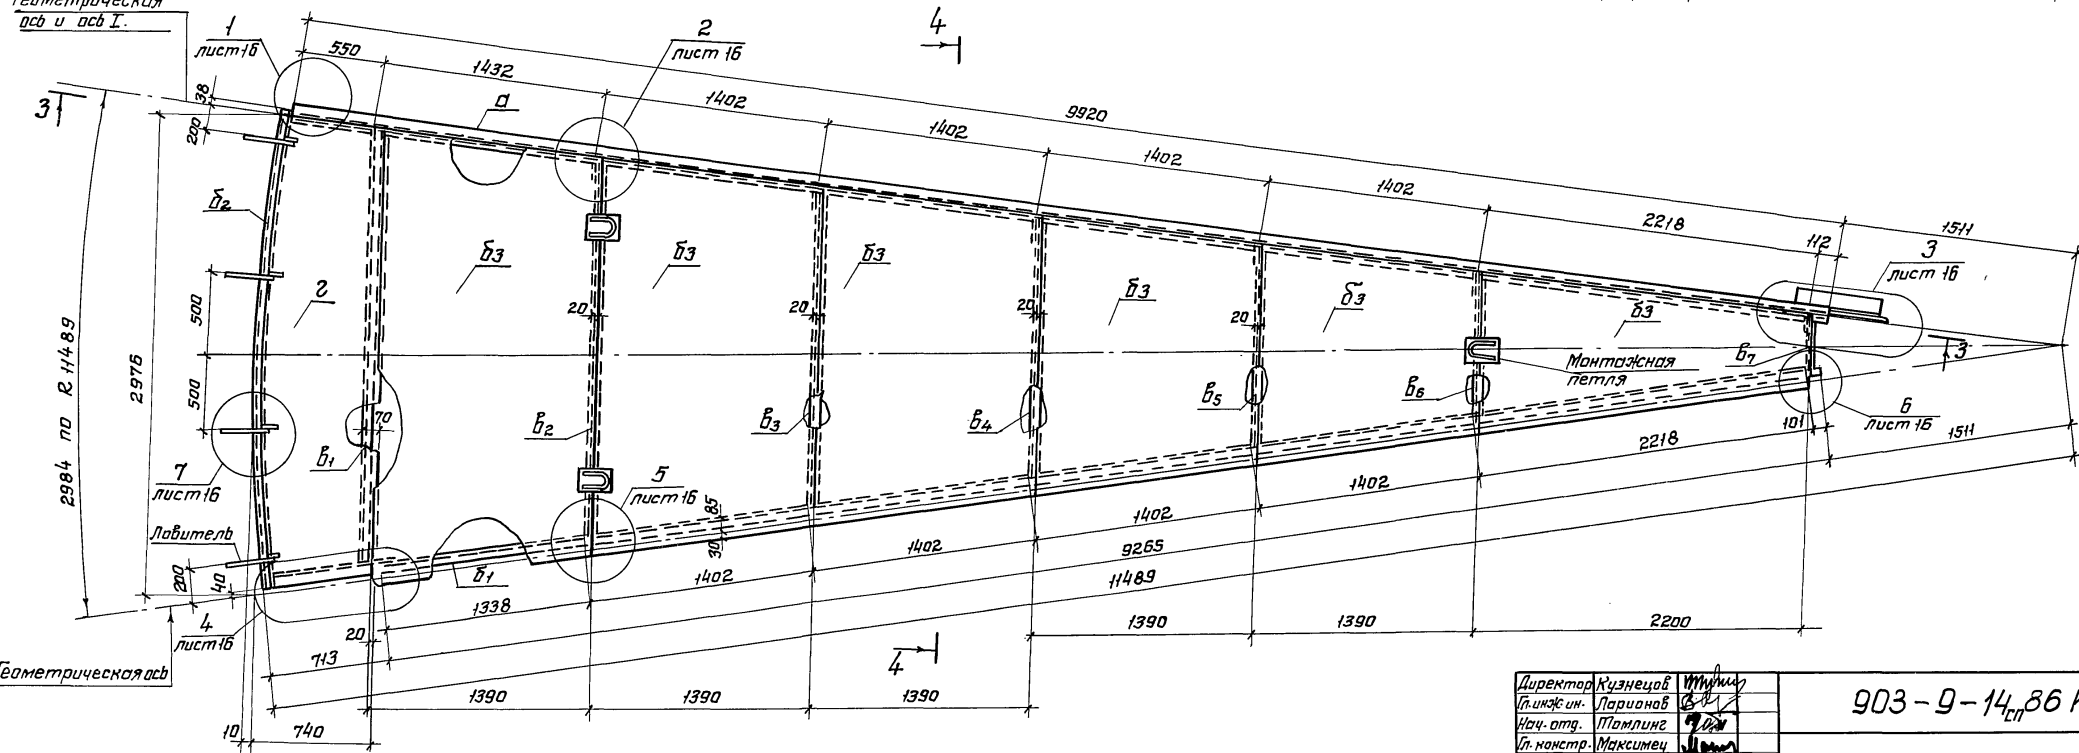 Геометрическая
ось и ось I.
1
лист 16
2
лист 16
4
550
1432
1402
1402
1402
1402
9920
2218
112
1511
3
лист 16
3
38
200
а
б2
г
б3
б3
б3
б3
б3
б3
20
20
20
20
500
500
2976
2984 по R 11489
в1
70
в2
в3
в4
в5
в6
в7
Монтажная
петля
3
6
лист 16
101
2218
1511
7
лист 16
5
лист 16
85
30
Ловитель
200
40
б1
4
лист 16
1338
1402
1402
1402
1402
9265
11489
20
713
1390
1390
2200
4
Геометрическая ось
1390
1390
1390
10
740
Директор Кузнецов
Гл. инж. ин. Ларионов
Нач. отд. Томлинг
Гл. констр. Максимец
903-9-14сп86